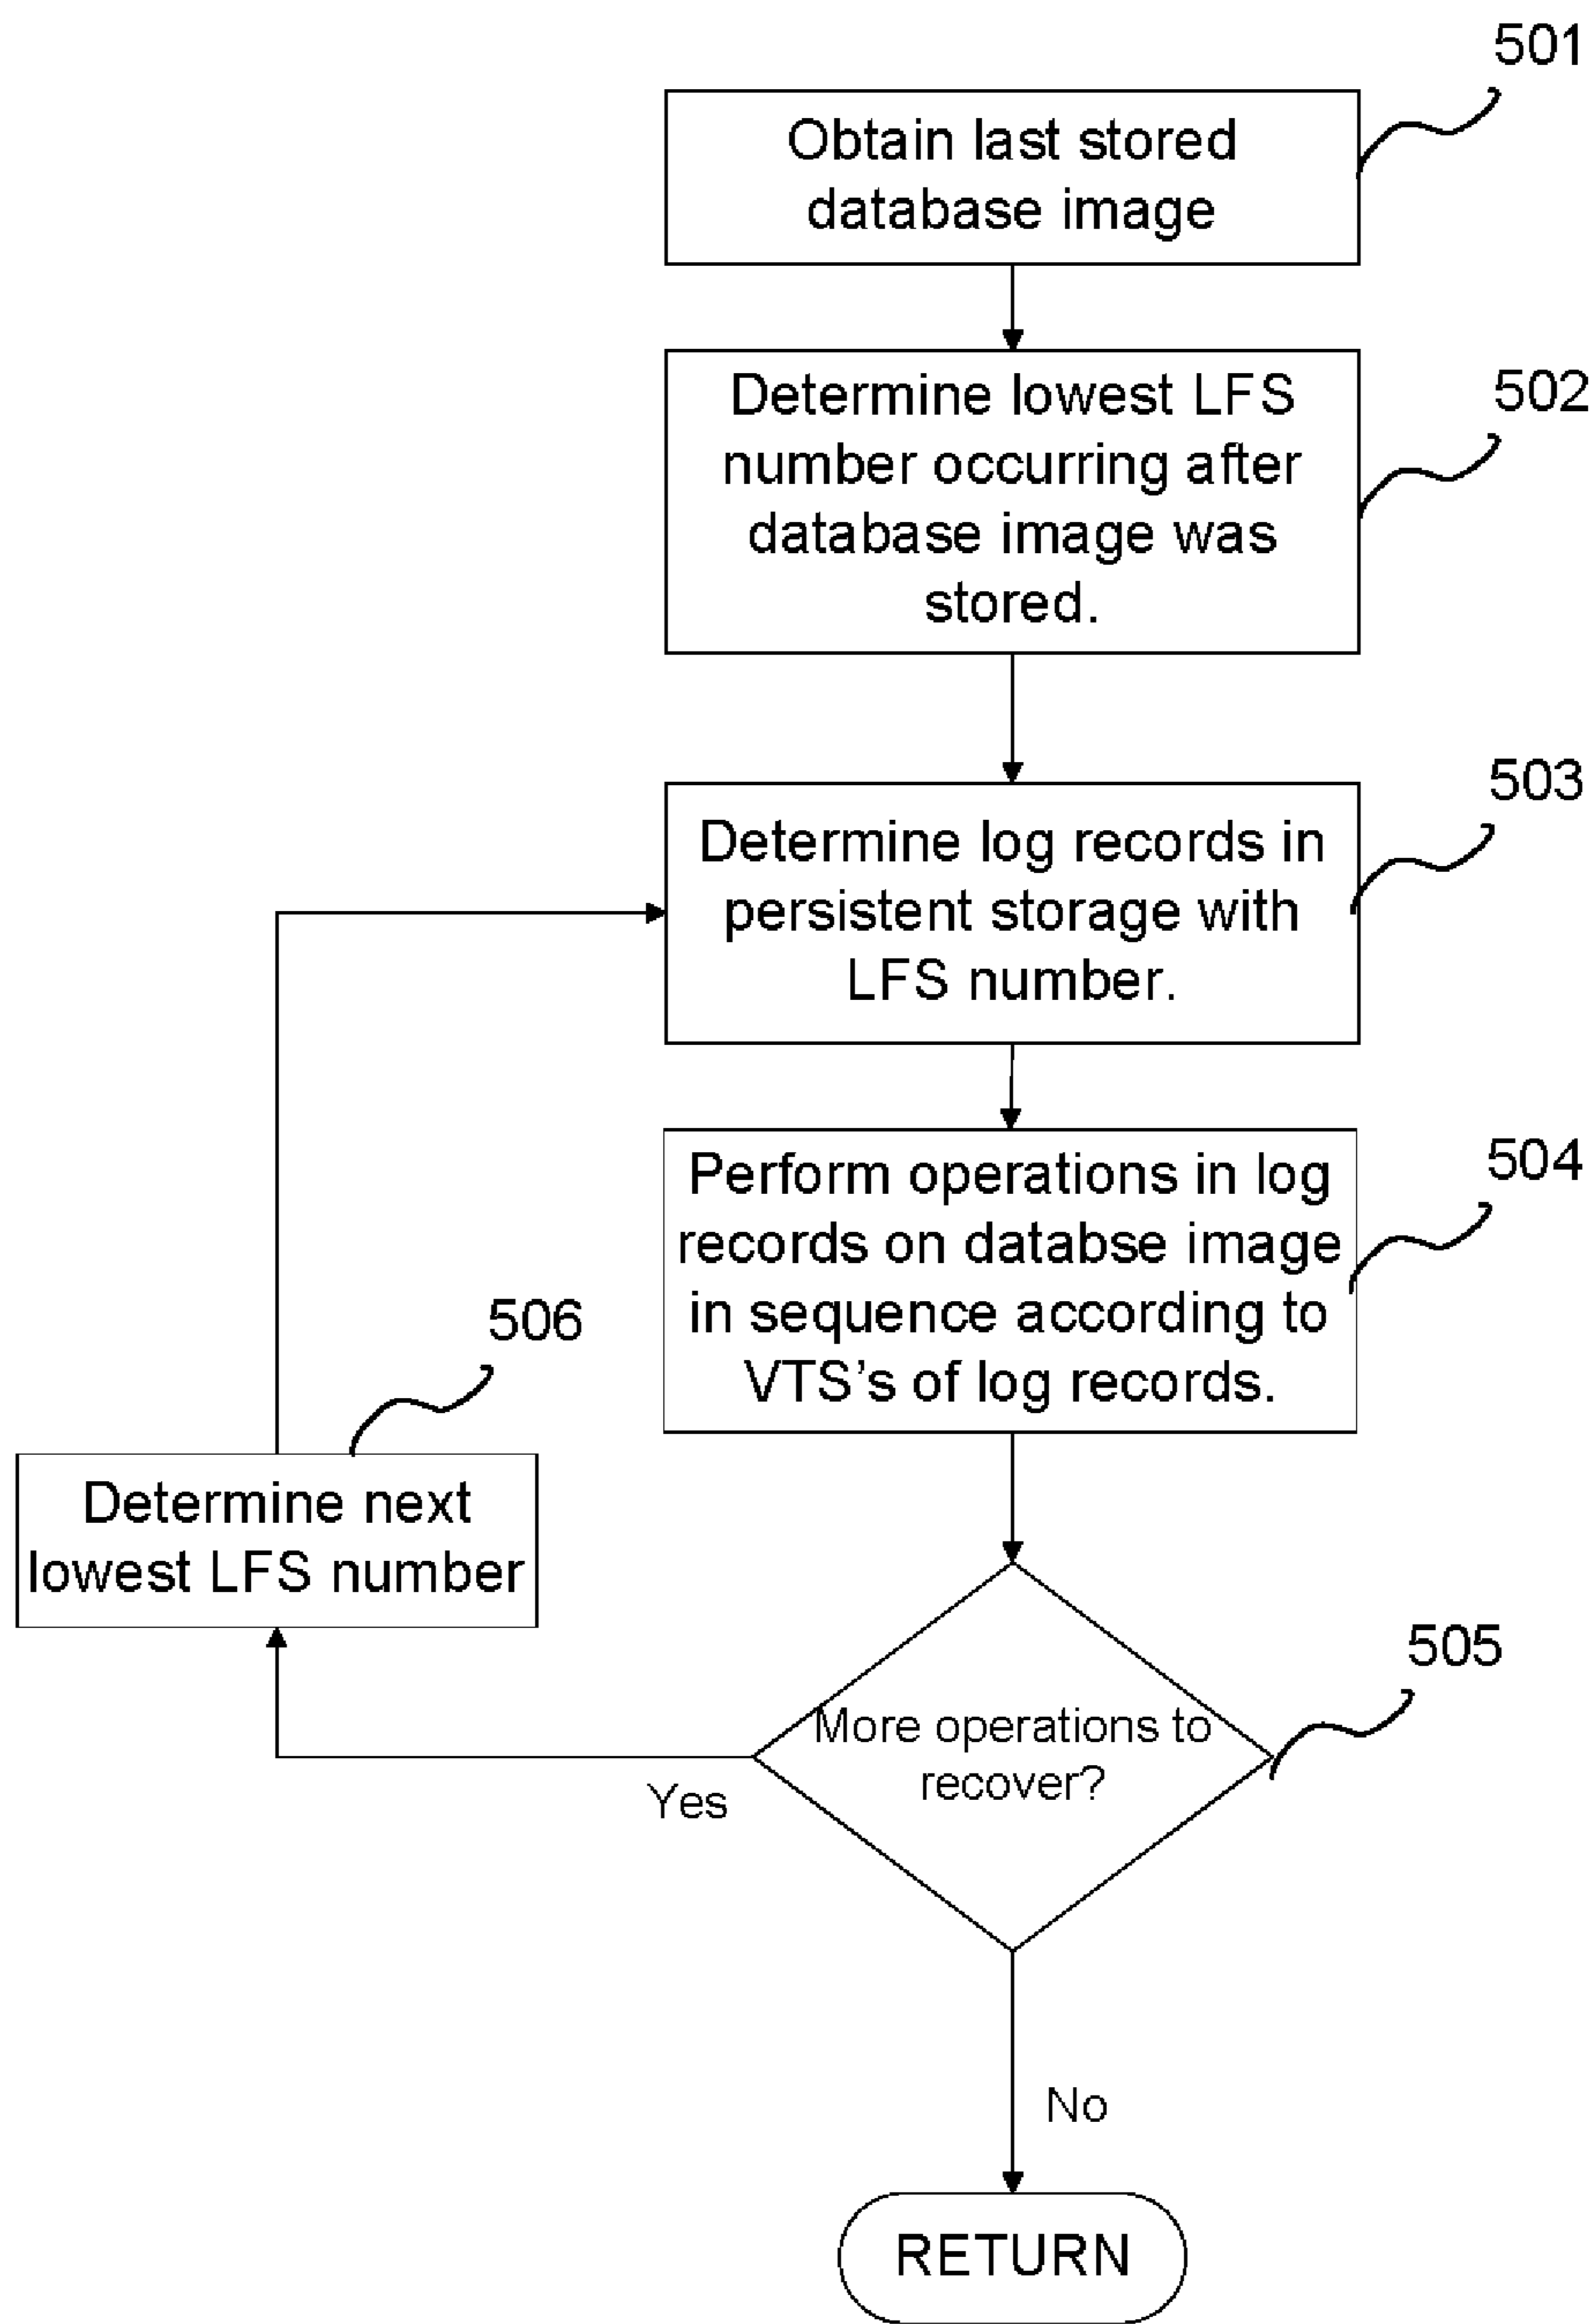 501
Obtain last stored
database image
502
Determine lowest LFS
number occurring after
database image was
stored.
503
Determine log records in
persistent storage with
LFS number.
504
Perform operations in log
records on databse image
in sequence according to
VTS's of log records.
506
Determine next
lowest LFS number
505
More operations to
recover?
Yes
No
RETURN